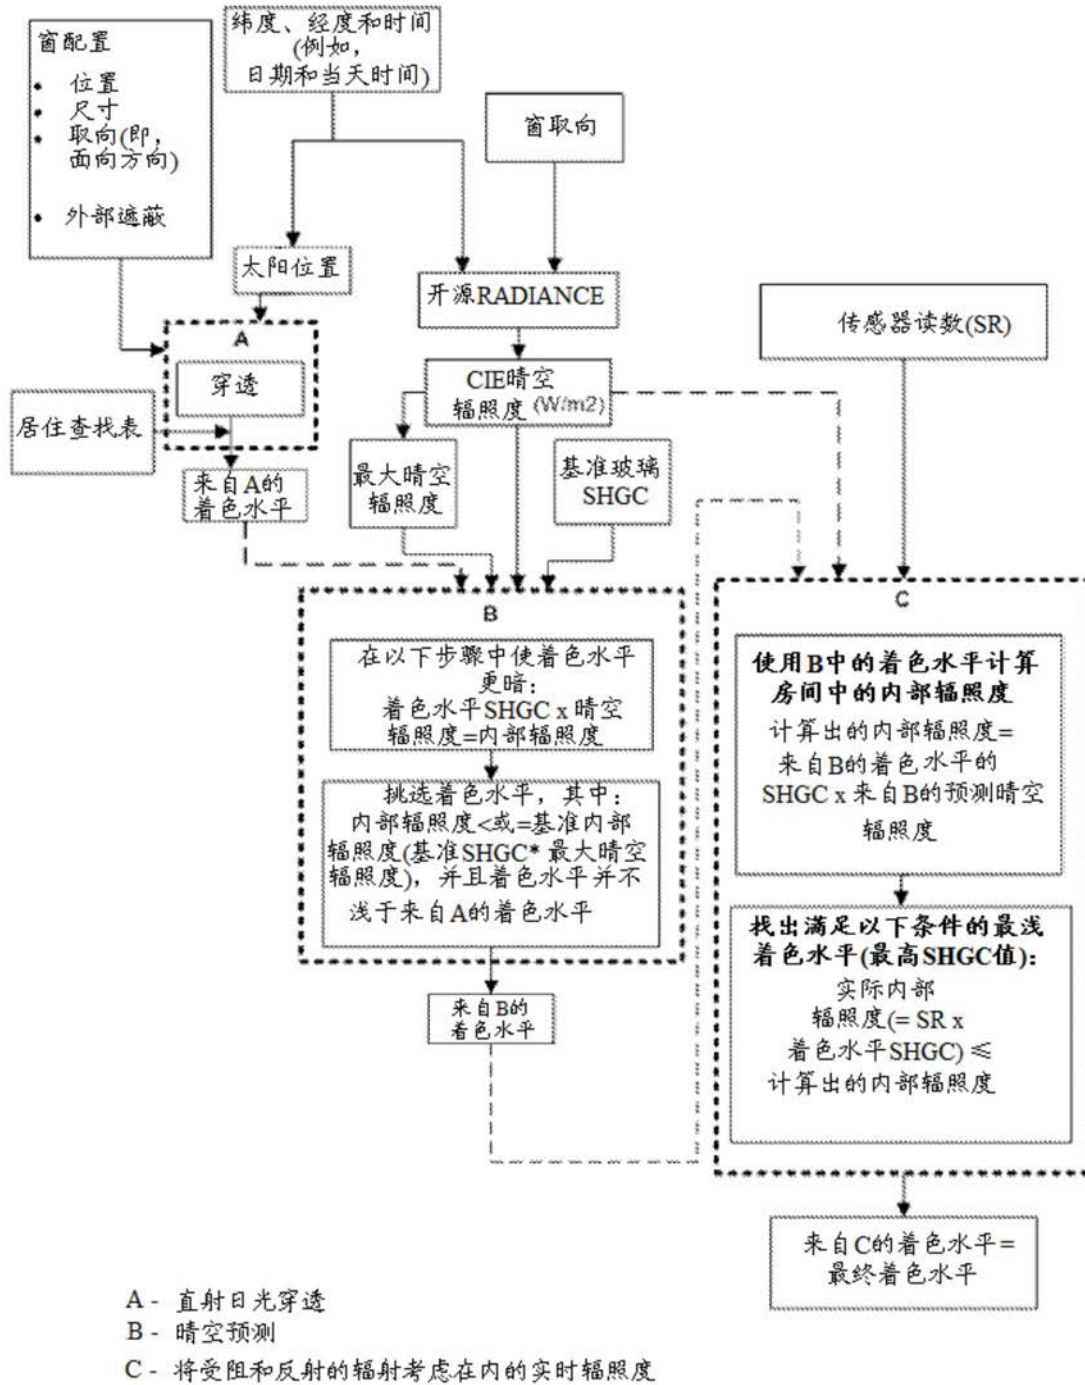 窗配置
• 位置
• 尺寸
• 取向(即，
面向方向)
• 外部遮蔽
纬度、经度和时间
(例如，
日期和当天时间)
窗取向
太阳位置
开源RADIANCE
传感器读数(SR)
A
穿透
居住查找表
来自A的
着色水平
CIE晴空
辐照度 (W/m2)
最大晴空
辐照度
基准玻璃
SHGC
B
在以下步骤中使着色水平
更暗：
着色水平SHGC x 晴空
辐照度=内部辐照度
挑选着色水平，其中：
内部辐照度<或=基准内部
辐照度(基准SHGC* 最大晴空
辐照度)，并且着色水平并不
浅于来自A的着色水平
来自B的
着色水平
C
使用B中的着色水平计算
房间中的内部辐照度
计算出的内部辐照度=
来自B的着色水平的
SHGC x 来自B的预测晴空
辐照度
找出满足以下条件的最浅
着色水平(最高SHGC值)：
实际内部
辐照度(= SR x
着色水平SHGC) ≤
计算出的内部辐照度
来自C的着色水平=
最终着色水平
A - 直射日光穿透
B - 晴空预测
C - 将受阻和反射的辐射考虑在内的实时辐照度